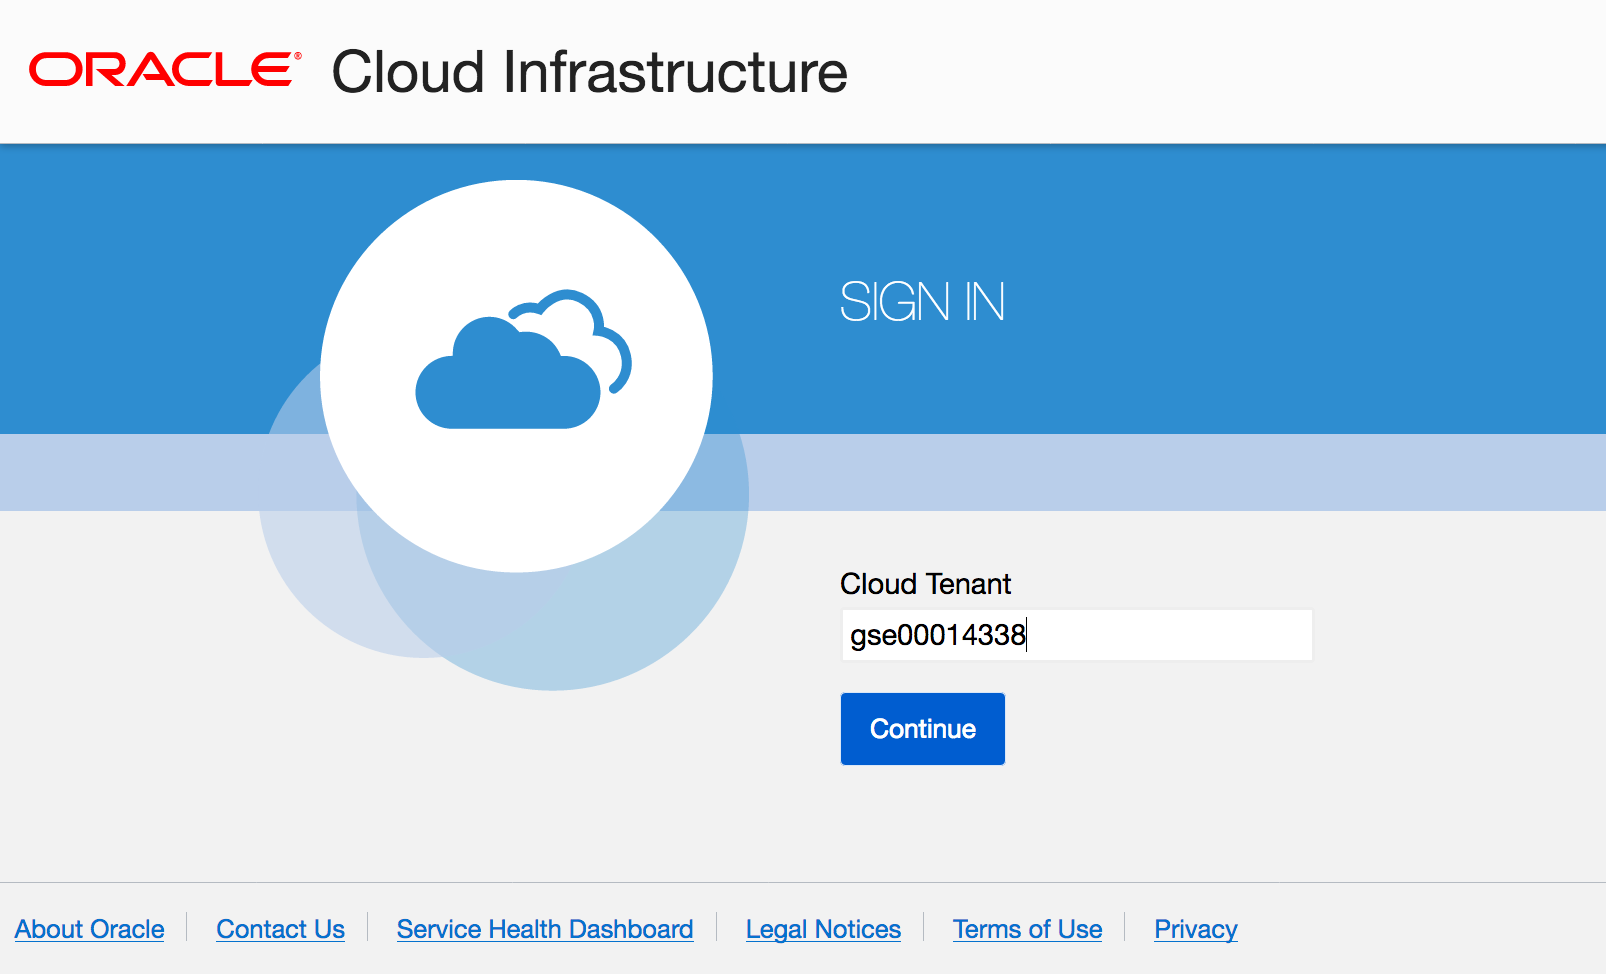 ORACLE® Cloud Infrastructure
SIGN IN
Cloud Tenant
gse00014338
Continue
About Oracle
Contact Us
Service Health Dashboard
Legal Notices
Terms of Use
Privacy